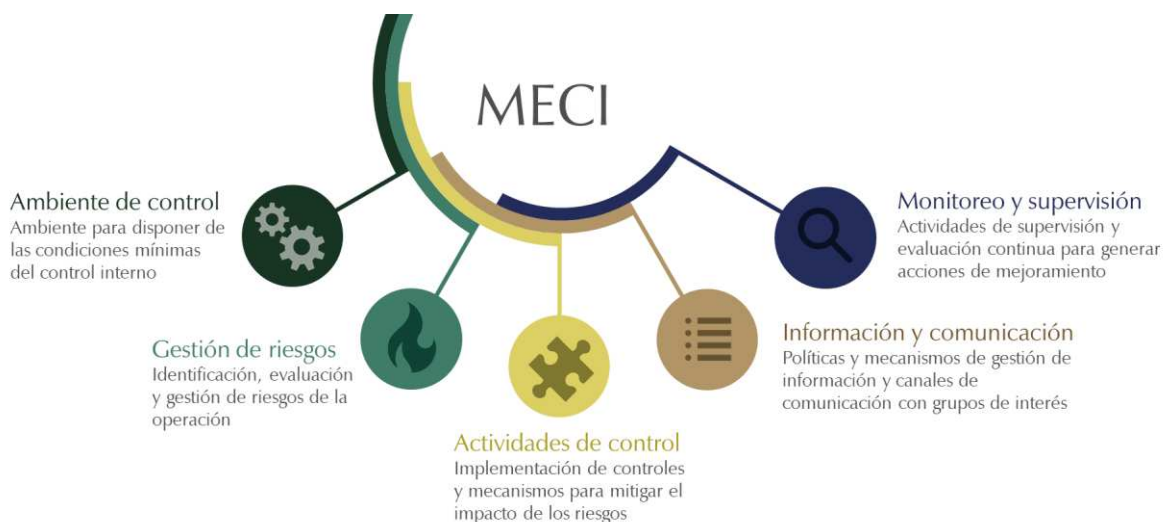 MECI
Ambiente de control
Ambiente para disponer de
las condiciones mínimas
del control interno
Gestión de riesgos
Identificación, evaluación
y gestión de riesgos de la
operación
Actividades de control
Implementación de controles
y mecanismos para mitigar el
impacto de los riesgos
Información y comunicación
Políticas y mecanismos de gestión de
información y canales de
comunicación con grupos de interés
Monitoreo y supervisión
Actividades de supervisión y
evaluación continua para generar
acciones de mejoramiento